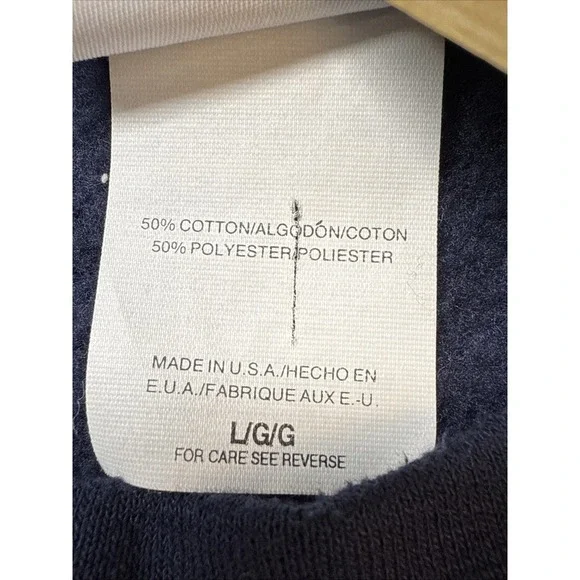 50% COTTON/ALGODÓN/COTON
50% POLYESTER/POLIESTER
MADE IN U.S.A./HECHO EN
E.U.A./FABRIQUE AUX E.-U.
L/G/G
FOR CARE SEE REVERSE